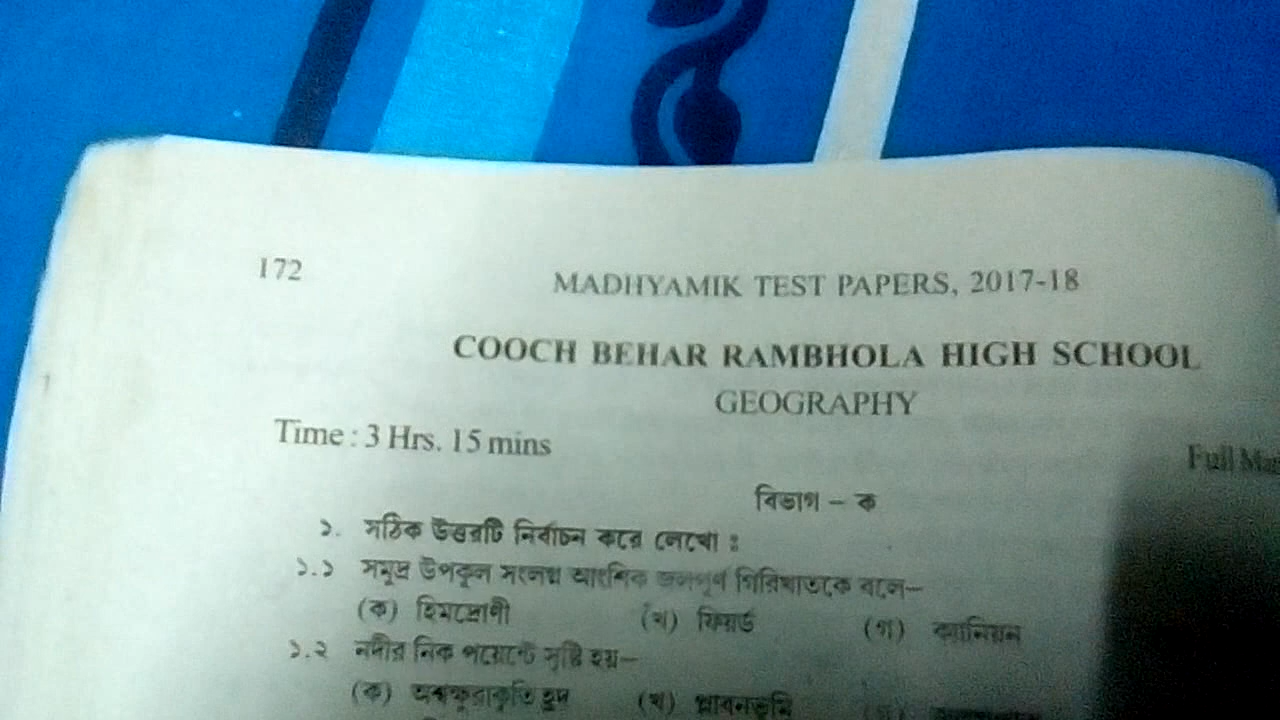 172
MADHYAMIK TEST PAPERS, 2017-18
COOCH BEHAR RAMBHOLA HIGH SCHOOL
GEOGRAPHY
Time : 3 Hrs. 15 mins
Full
বিভাগ – ক
১. সঠিক উত্তরটি নির্বাচন করে লেখো :
১.১ সমুদ্র উপকূল সংলগ্ন আংশিক জলপূর্ণ গিরিখাতকে বলে—
(ক) হিমদ্রোণী (খ) ফিয়র্ড (গ) ক্যানিয়ন
১.২ নদীর নিক পয়েন্টে সৃষ্টি হয়—
(ক) অশ্বক্ষুরাকৃতি হ্রদ (খ) প্লাবনভূমি